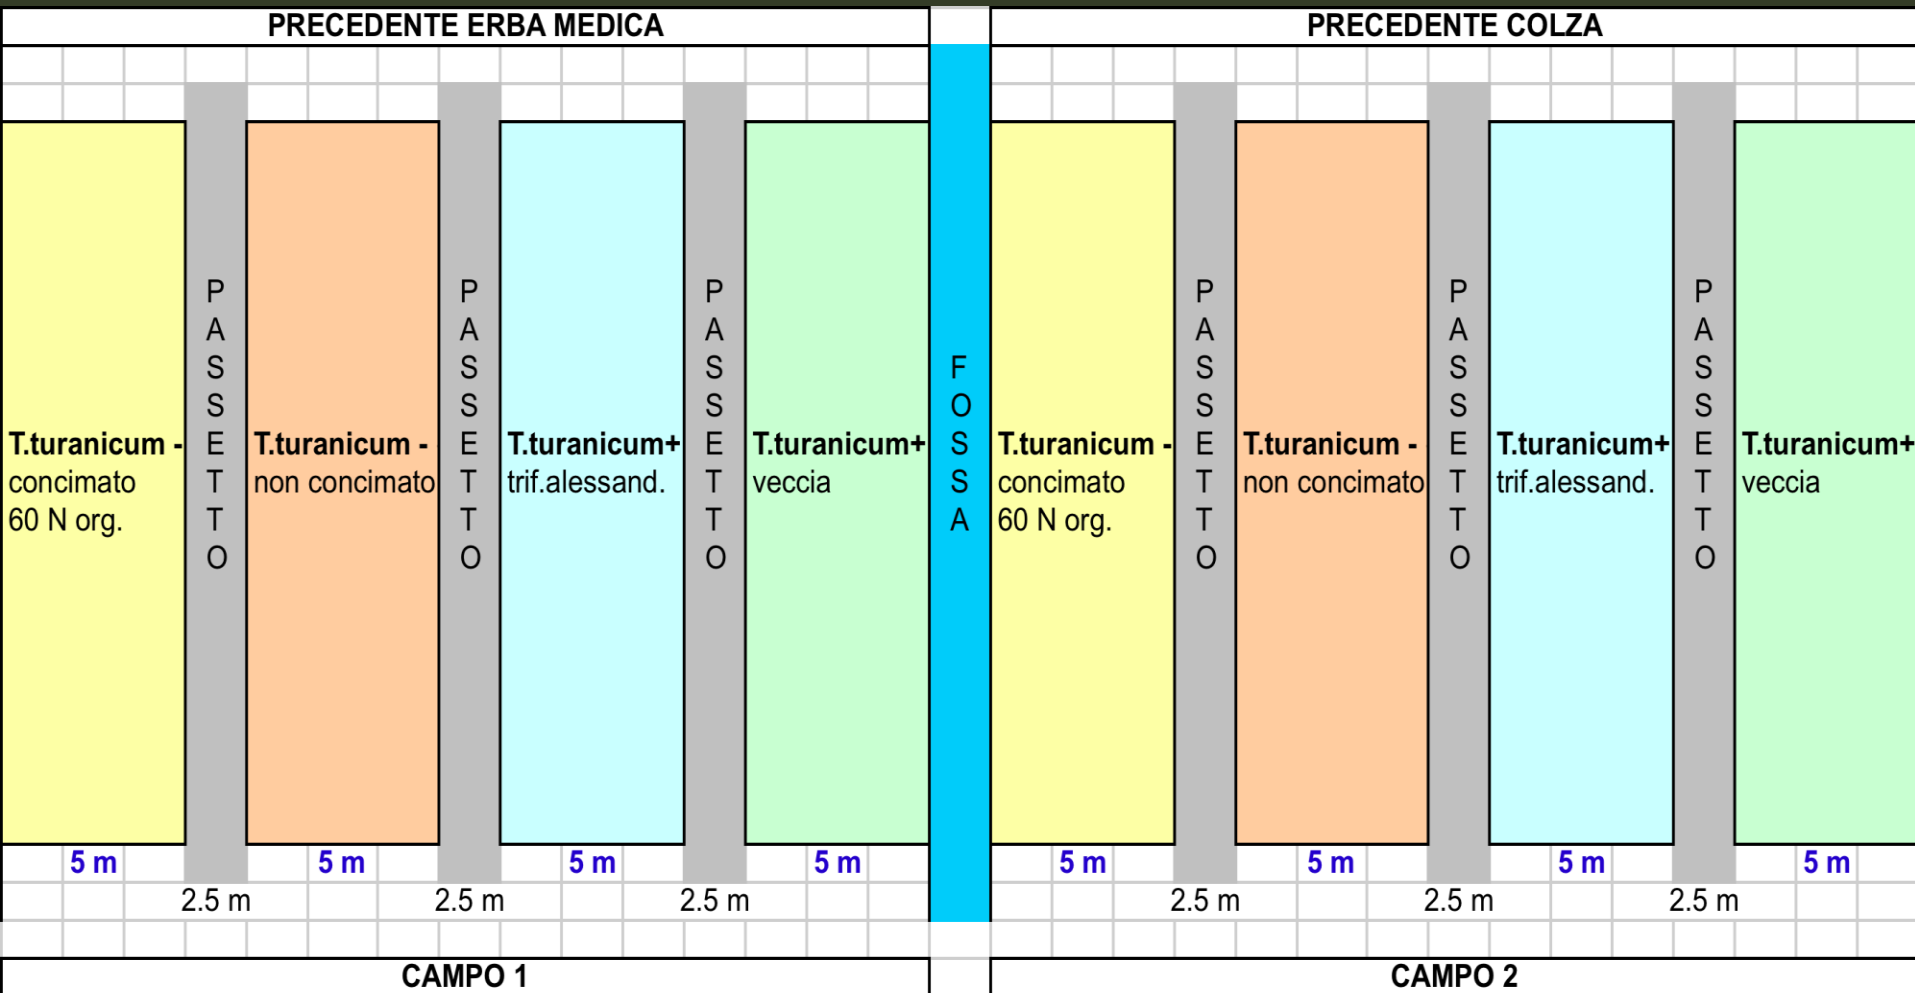 PRECEDENTE ERBA MEDICA
PRECEDENTE COLZA
T.turanicum -
concimato
60 N org.
PASSETTO
T.turanicum -
non concimato
PASSETTO
T.turanicum+
trif.alessand.
PASSETTO
T.turanicum+
veccia
FOSSA
T.turanicum -
concimato
60 N org.
PASSETTO
T.turanicum -
non concimato
PASSETTO
T.turanicum+
trif.alessand.
PASSETTO
T.turanicum+
veccia
5 m 5 m 5 m 5 m 5 m 5 m 5 m 5 m
2.5 m 2.5 m 2.5 m 2.5 m 2.5 m 2.5 m
CAMPO 1
CAMPO 2